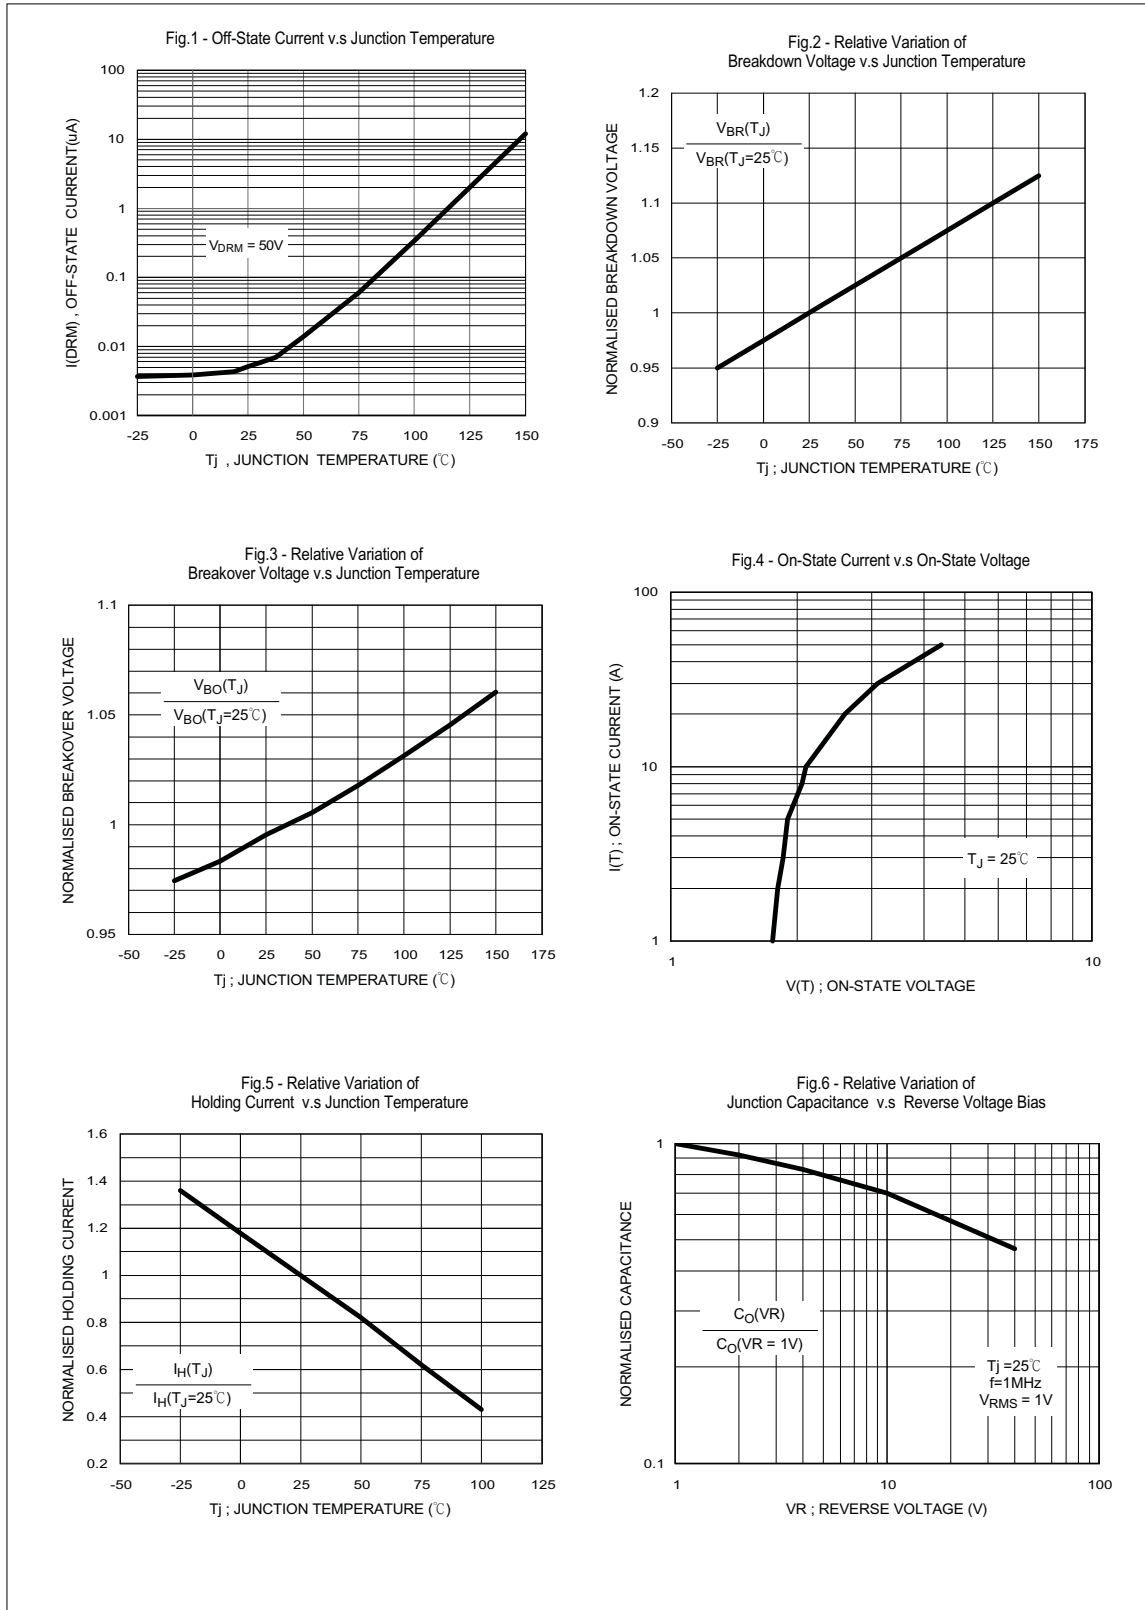 Fig.1 - Off-State Current v.s Junction Temperature
100
10
1
0.1
0.01
0.001
I(DRM) , OFF-STATE CURRENT(uA)
VDRM = 50V
-25 0 25 50 75 100 125 150
Tj , JUNCTION TEMPERATURE (℃)
Fig.2 - Relative Variation of
Breakdown Voltage v.s Junction Temperature
1.2
1.15
1.1
1.05
1
0.95
0.9
NORMALISED BREAKDOWN VOLTAGE
VBR(TJ)
VBR(TJ=25℃)
-50 -25 0 25 50 75 100 125 150 175
Tj ; JUNCTION TEMPERATURE (℃)
Fig.3 - Relative Variation of
Breakover Voltage v.s Junction Temperature
1.1
1.05
1
0.95
NORMALISED BREAKOVER VOLTAGE
VBO(TJ)
VBO(TJ=25℃)
-50 -25 0 25 50 75 100 125 150 175
Tj ; JUNCTION TEMPERATURE (℃)
Fig.4 - On-State Current v.s On-State Voltage
100
10
1
I(T) ; ON-STATE CURRENT (A)
TJ = 25℃
1 10
V(T) ; ON-STATE VOLTAGE
Fig.5 - Relative Variation of
Holding Current v.s Junction Temperature
1.6
1.4
1.2
1
0.8
0.6
0.4
0.2
NORMALISED HOLDING CURRENT
IH(TJ)
IH(TJ=25℃)
-50 -25 0 25 50 75 100 125
Tj ; JUNCTION TEMPERATURE (℃)
Fig.6 - Relative Variation of
Junction Capacitance v.s Reverse Voltage Bias
1
0.1
NORMALISED CAPACITANCE
CO(VR)
CO(VR = 1V)
Tj =25℃
f=1MHz
VRMS = 1V
1 10 100
VR ; REVERSE VOLTAGE (V)